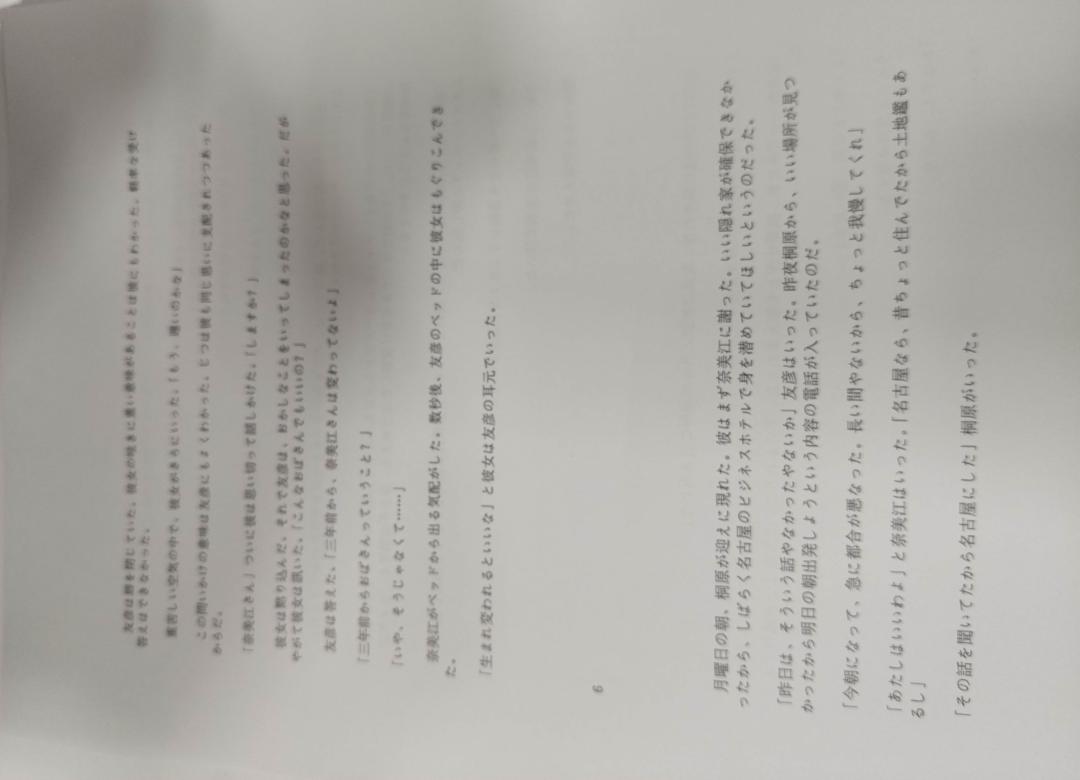 友彦は瞼を閉じていた。彼女の呟きに重い意味があることは彼にもわかった。軽率な受け
答えはできなかった。
重苦しい空気の中で、彼女がさらにいった。「もう、遅いのかな」
この問いかけの意味は友彦にもよくわかった。じつは彼も同じ思いに支配されつつあった
からだ。
「奈美江さん」ついに彼は思い切って話しかけた。「しますか?」
彼女は黙り込んだ。それで友彦は、おかしなことをいってしまったのかなと思った。だが
やがて彼女は訊いた。「こんなおばさんでもいいの?」
友彦は答えた。「三年前から、奈美江さんは変わってないよ」
「三年前からおばさんっていうこと?」
「いや、そうじゃなくて……」
奈美江がベッドから出る気配がした。数秒後、友彦のベッドの中に彼女はもぐりこんでき
た。
「生まれ変われるといいな」と彼女は友彦の耳元でいった。
6
月曜日の朝、桐原が迎えに現れた。彼はまず奈美江に謝った。いい隠れ家が確保できなか
ったから、しばらく名古屋のビジネスホテルで身を潜めていてほしいというのだった。
「昨日は、そういう話やなかったやないか」友彦はいった。昨夜桐原から、いい場所が見つ
かったから明日の朝出発しようという内容の電話が入っていたのだ。
「今朝になって、急に都合が悪なった。長い間やないから、ちょっと我慢してくれ」
「あたしはいいわよ」と奈美江はいった。「名古屋なら、昔ちょっと住んでたから土地鑑もあ
るし」
「その話を聞いてたから名古屋にした」桐原がいった。